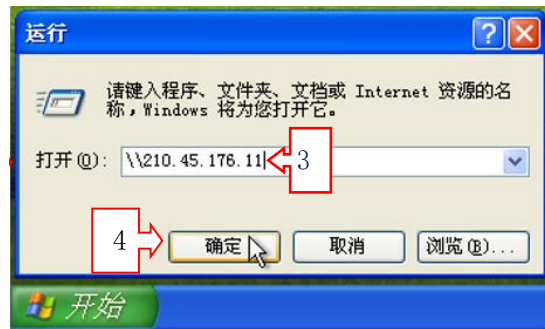 运行
请键入程序、文件夹、文档或 Internet 资源的名
称，Windows 将为您打开它。
打开(O): \\210.45.176.11 3
4 确定 取消 浏览(B)...
开始